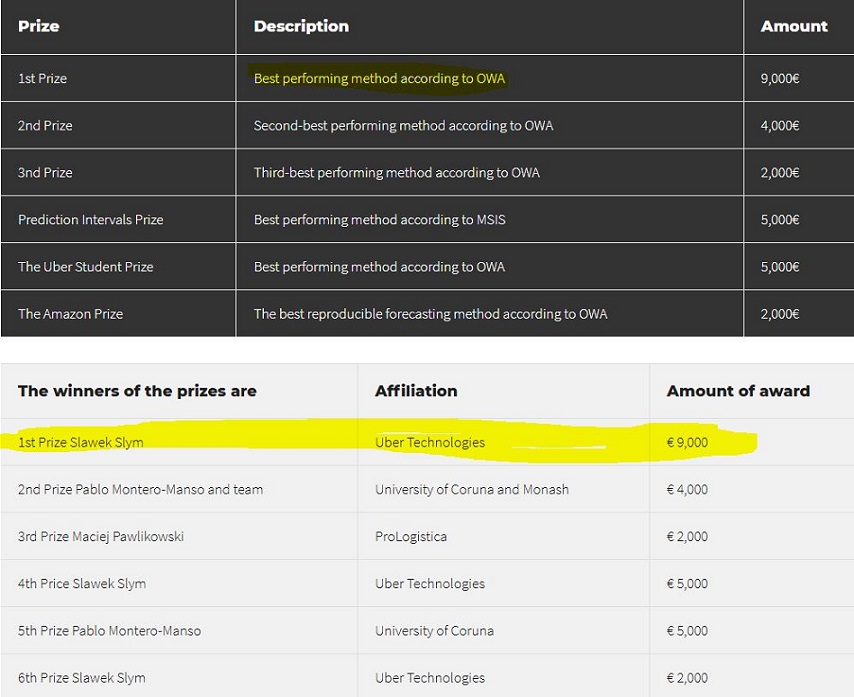 Prize Description Amount
1st Prize Best performing method according to OWA 9,000€
2nd Prize Second-best performing method according to OWA 4,000€
3nd Prize Third-best performing method according to OWA 2,000€
Prediction Intervals Prize Best performing method according to MSIS 5,000€
The Uber Student Prize Best performing method according to OWA 5,000€
The Amazon Prize The best reproducible forecasting method according to OWA 2,000€
The winners of the prizes are Affiliation Amount of award
1st Prize Slawek Slym Uber Technologies € 9,000
2nd Prize Pablo Montero-Manso and team University of Coruna and Monash € 4,000
3rd Prize Maciej Pawlikowski ProLogistica € 2,000
4th Price Slawek Slym Uber Technologies € 5,000
5th Prize Pablo Montero-Manso University of Coruna € 5,000
6th Prize Slawek Slym Uber Technologies € 2,000